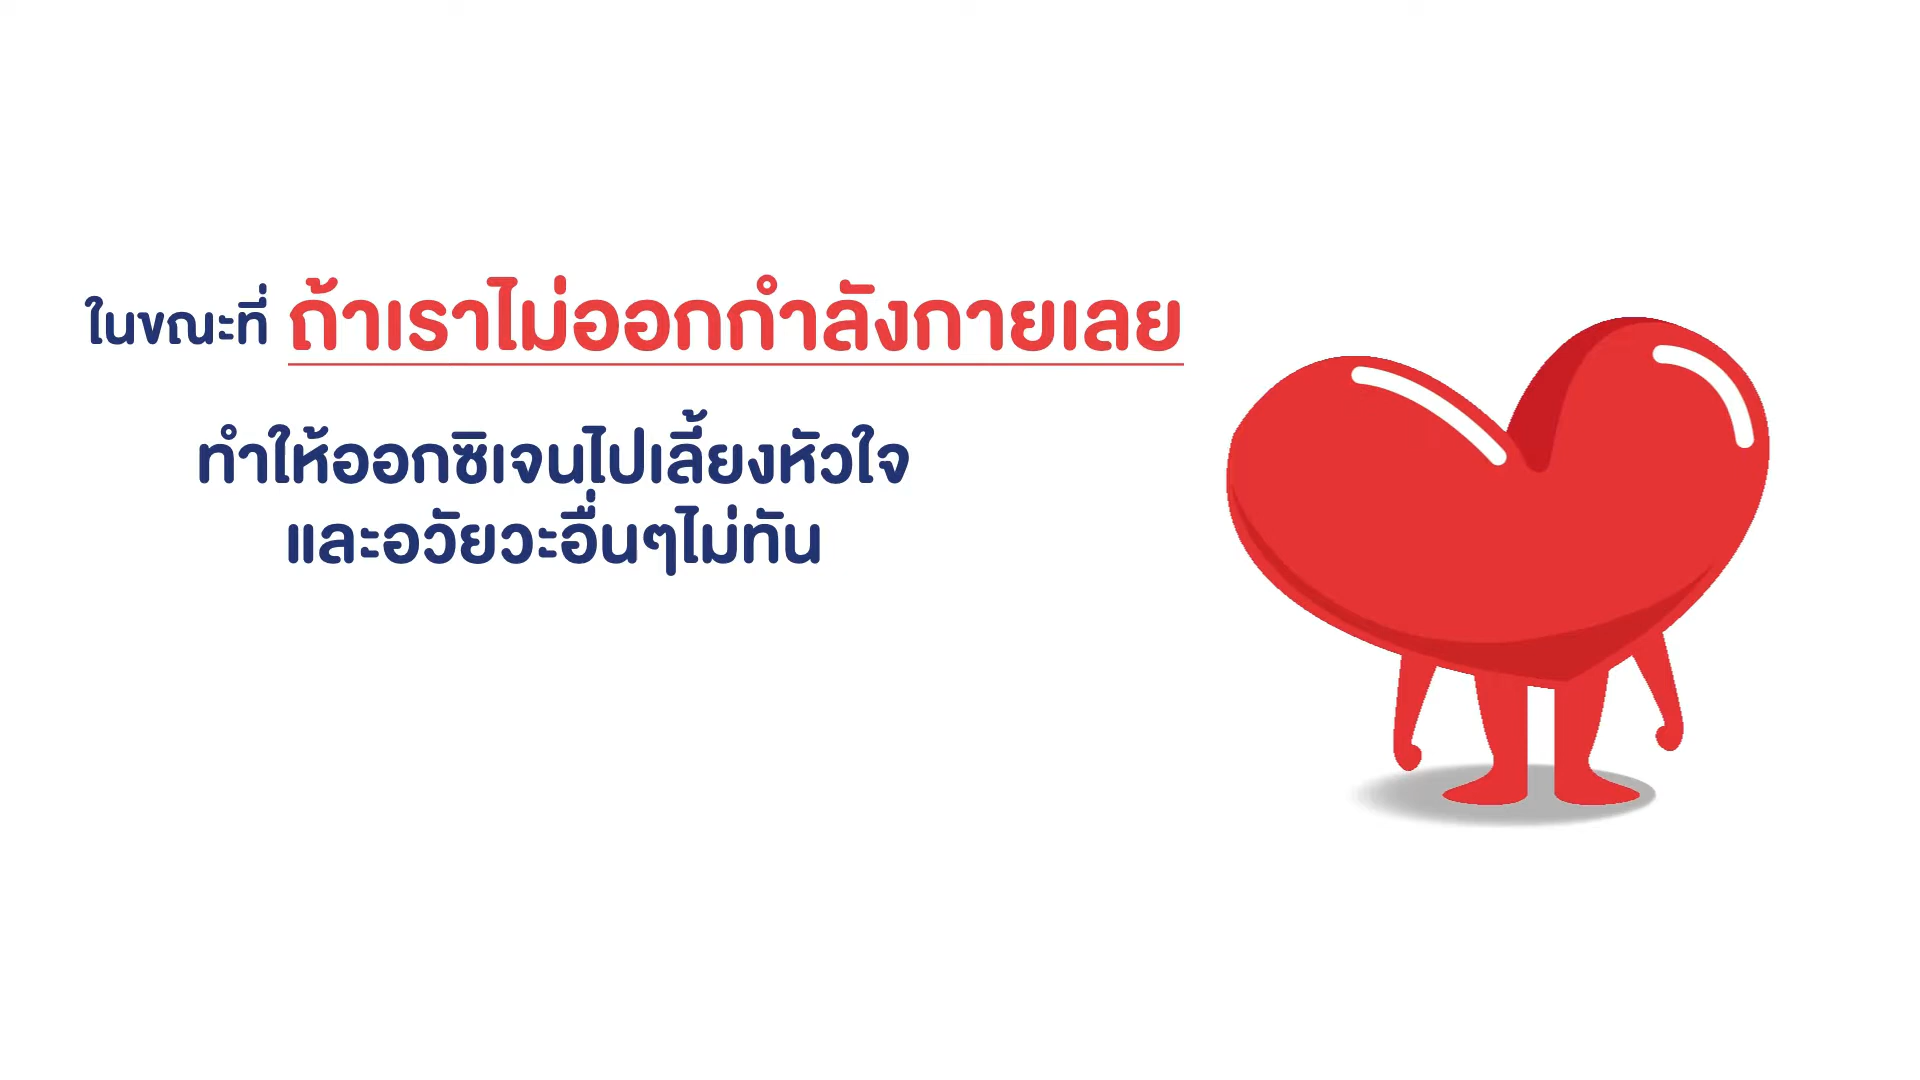 ในขณะที่ ถ้าเราไม่ออกกำลังกายเลย
ทำให้ออกซิเจนไปเลี้ยงหัวใจ
และอวัยวะอื่นๆไม่ทัน